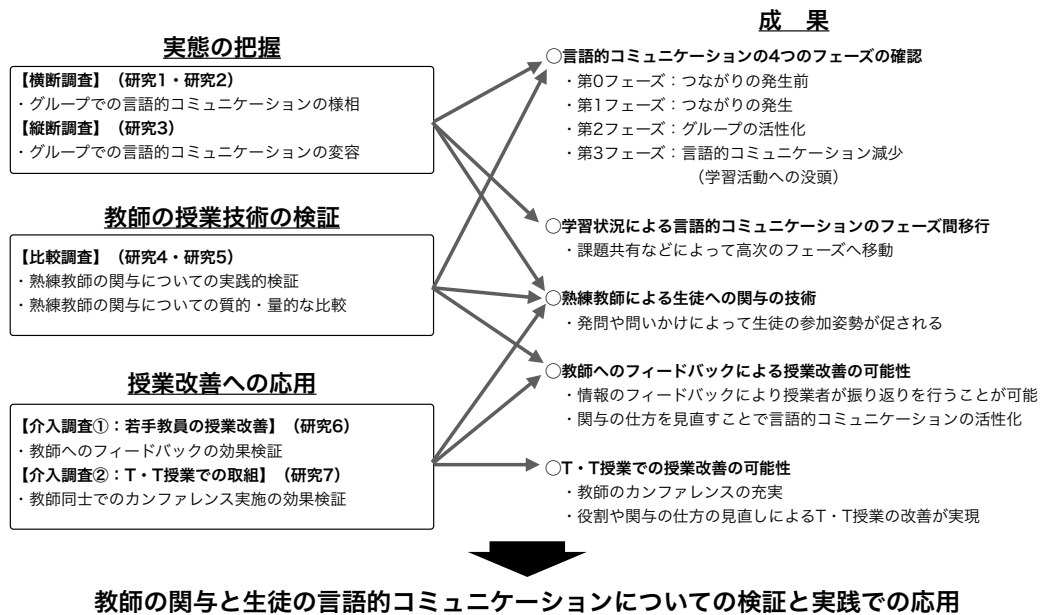 実態の把握
【横断調査】（研究1・研究2）
・グループでの言語的コミュニケーションの様相
【縦断調査】（研究3）
・グループでの言語的コミュニケーションの変容
教師の授業技術の検証
【比較調査】（研究4・研究5）
・熟練教師の関与についての実践的検証
・熟練教師の関与についての質的・量的な比較
授業改善への応用
【介入調査①：若手教員の授業改善】（研究6）
・教師へのフィードバックの効果検証
【介入調査②：T・T授業での取組】（研究7）
・教師同士でのカンファレンス実施の効果検証
成　果
○言語的コミュニケーションの4つのフェーズの確認
・第0フェーズ：つながりの発生前
・第1フェーズ：つながりの発生
・第2フェーズ：グループの活性化
・第3フェーズ：言語的コミュニケーション減少
（学習活動への没頭）
○学習状況による言語的コミュニケーションのフェーズ間移行
・課題共有などによって高次のフェーズへ移動
○熟練教師による生徒への関与の技術
・発問や問いかけによって生徒の参加姿勢が促される
○教師へのフィードバックによる授業改善の可能性
・情報のフィードバックにより授業者が振り返りを行うことが可能
・関与の仕方を見直すことで言語的コミュニケーションの活性化
○T・T授業での授業改善の可能性
・教師のカンファレンスの充実
・役割や関与の仕方の見直しによるT・T授業の改善が実現
教師の関与と生徒の言語的コミュニケーションについての検証と実践での応用